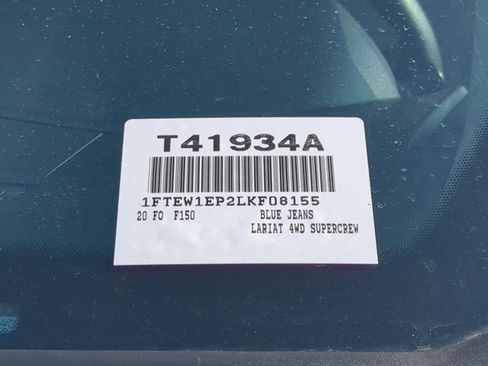 T41934A
1FTEW1EP2LKF08155
20 FO F150 BLUE JEANS
LARIAT 4WD SUPERCREW